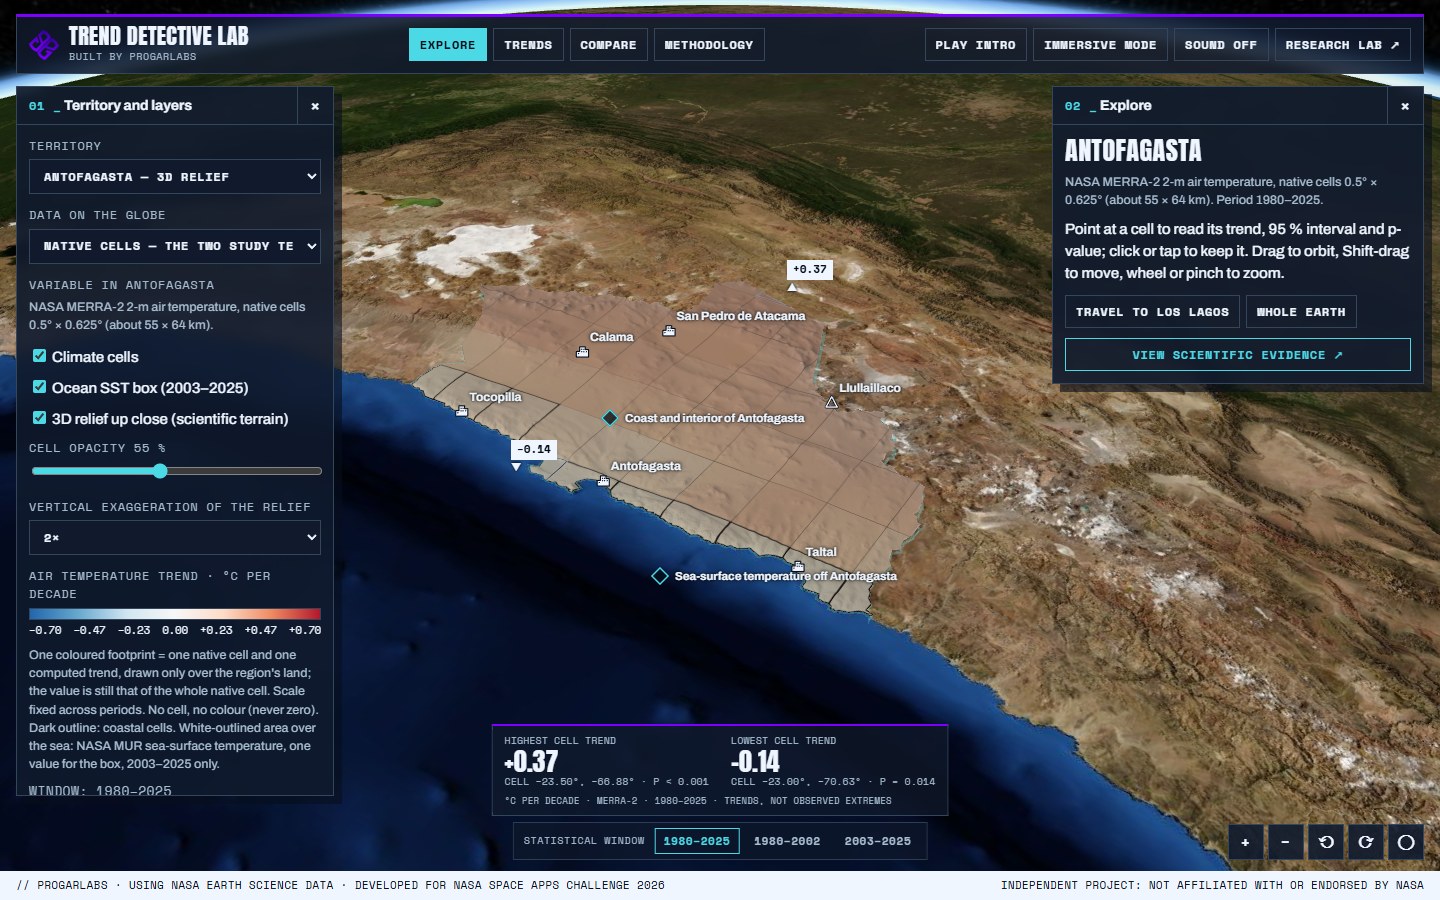 TREND DETECTIVE LAB
BUILT BY PROGARLABS
EXPLORE
TRENDS
COMPARE
METHODOLOGY
PLAY INTRO
IMMERSIVE MODE
SOUND OFF
RESEARCH LAB ↗
01 _ Territory and layers
×
TERRITORY
ANTOFAGASTA — 3D RELIEF
DATA ON THE GLOBE
NATIVE CELLS — THE TWO STUDY TE
VARIABLE IN ANTOFAGASTA
NASA MERRA-2 2-m air temperature, native cells
0.5° × 0.625° (about 55 × 64 km).
Climate cells
Ocean SST box (2003–2025)
3D relief up close (scientific terrain)
CELL OPACITY 55 %
VERTICAL EXAGGERATION OF THE RELIEF
2×
AIR TEMPERATURE TREND · °C PER
DECADE
−0.70 −0.47 −0.23 0.00 +0.23 +0.47 +0.70
One coloured footprint = one native cell and one
computed trend, drawn only over the region's land;
the value is still that of the whole native cell. Scale
fixed across periods. No cell, no colour (never zero).
Dark outline: coastal cells. White-outlined area over
the sea: NASA MUR sea-surface temperature, one
value for the box, 2003–2025 only.
WINDOW: 1980–2025
+0.37
San Pedro de Atacama
Calama
Llullaillaco
Tocopilla
Coast and interior of Antofagasta
−0.14
Antofagasta
Taltal
Sea-surface temperature off Antofagasta
02 _ Explore
×
ANTOFAGASTA
NASA MERRA-2 2-m air temperature, native cells 0.5° ×
0.625° (about 55 × 64 km). Period 1980–2025.
Point at a cell to read its trend, 95 % interval and p-
value; click or tap to keep it. Drag to orbit, Shift-drag
to move, wheel or pinch to zoom.
TRAVEL TO LOS LAGOS
WHOLE EARTH
VIEW SCIENTIFIC EVIDENCE ↗
HIGHEST CELL TREND
+0.37
CELL −23.50°, −66.88° · P < 0.001
LOWEST CELL TREND
−0.14
CELL −23.00°, −70.63° · P = 0.014
°C PER DECADE · MERRA-2 · 1980–2025 · TRENDS, NOT OBSERVED EXTREMES
STATISTICAL WINDOW
1980–2025
1980–2002
2003–2025
+
−
// PROGARLABS · USING NASA EARTH SCIENCE DATA · DEVELOPED FOR NASA SPACE APPS CHALLENGE 2026
INDEPENDENT PROJECT: NOT AFFILIATED WITH OR ENDORSED BY NASA